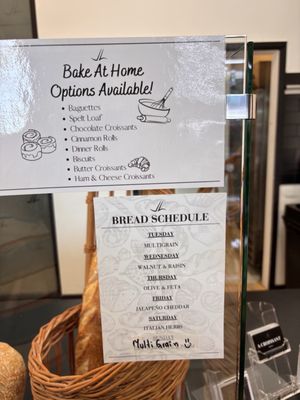 Bake At Home
Options Available!
• Baguettes
• Spelt Loaf
• Chocolate Croissants
• Cinnamon Rolls
• Dinner Rolls
• Biscuits
• Butter Croissants
• Ham & Cheese Croissants
BREAD SCHEDULE
TUESDAY
MULTIGRAIN
WEDNESDAY
WALNUT & RAISIN
THURSDAY
OLIVE & FETA
FRIDAY
JALAPEÑO CHEDDAR
SATURDAY
ITALIAN HERBS
Multi Grain